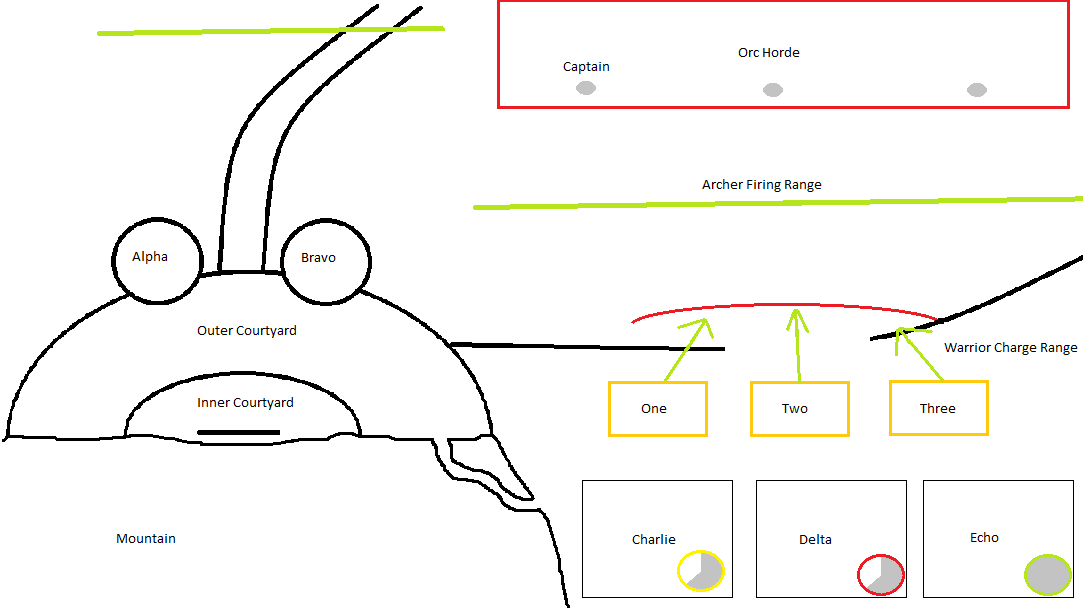 Captain
Orc Horde
Archer Firing Range
Alpha
Bravo
Outer Courtyard
Warrior Charge Range
Inner Courtyard
One
Two
Three
Mountain
Charlie
Delta
Echo